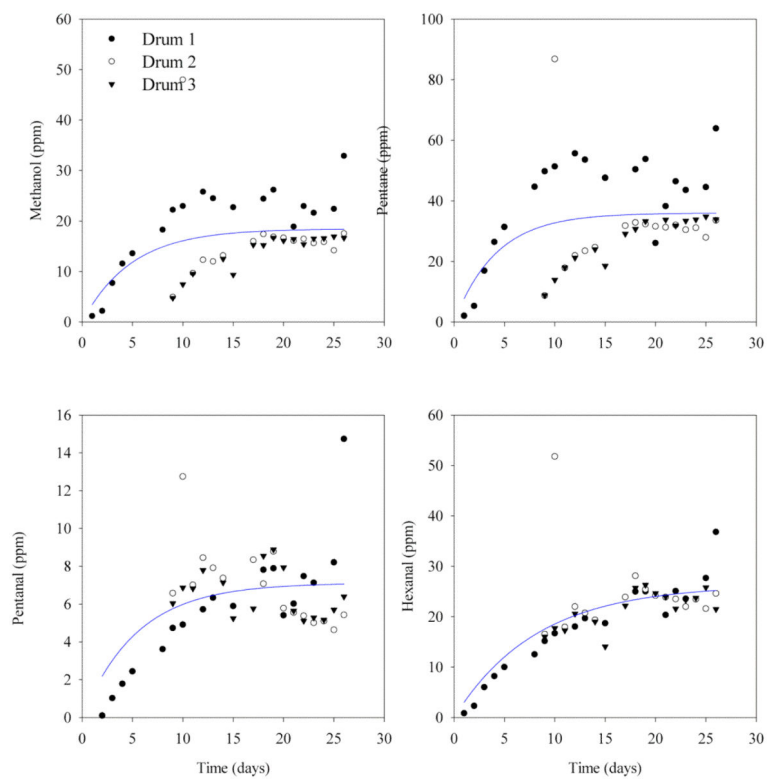 60
50
40
30
20
10
0
Methanol (ppm)
Drum 1
Drum 2
Drum 3
0 5 10 15 20 25 30
100
80
60
40
20
0
Pentane (ppm)
0 5 10 15 20 25 30
16
14
12
10
8
6
4
2
0
Pentanal (ppm)
0 5 10 15 20 25 30
Time (days)
60
50
40
30
20
10
0
Hexanal (ppm)
0 5 10 15 20 25 30
Time (days)